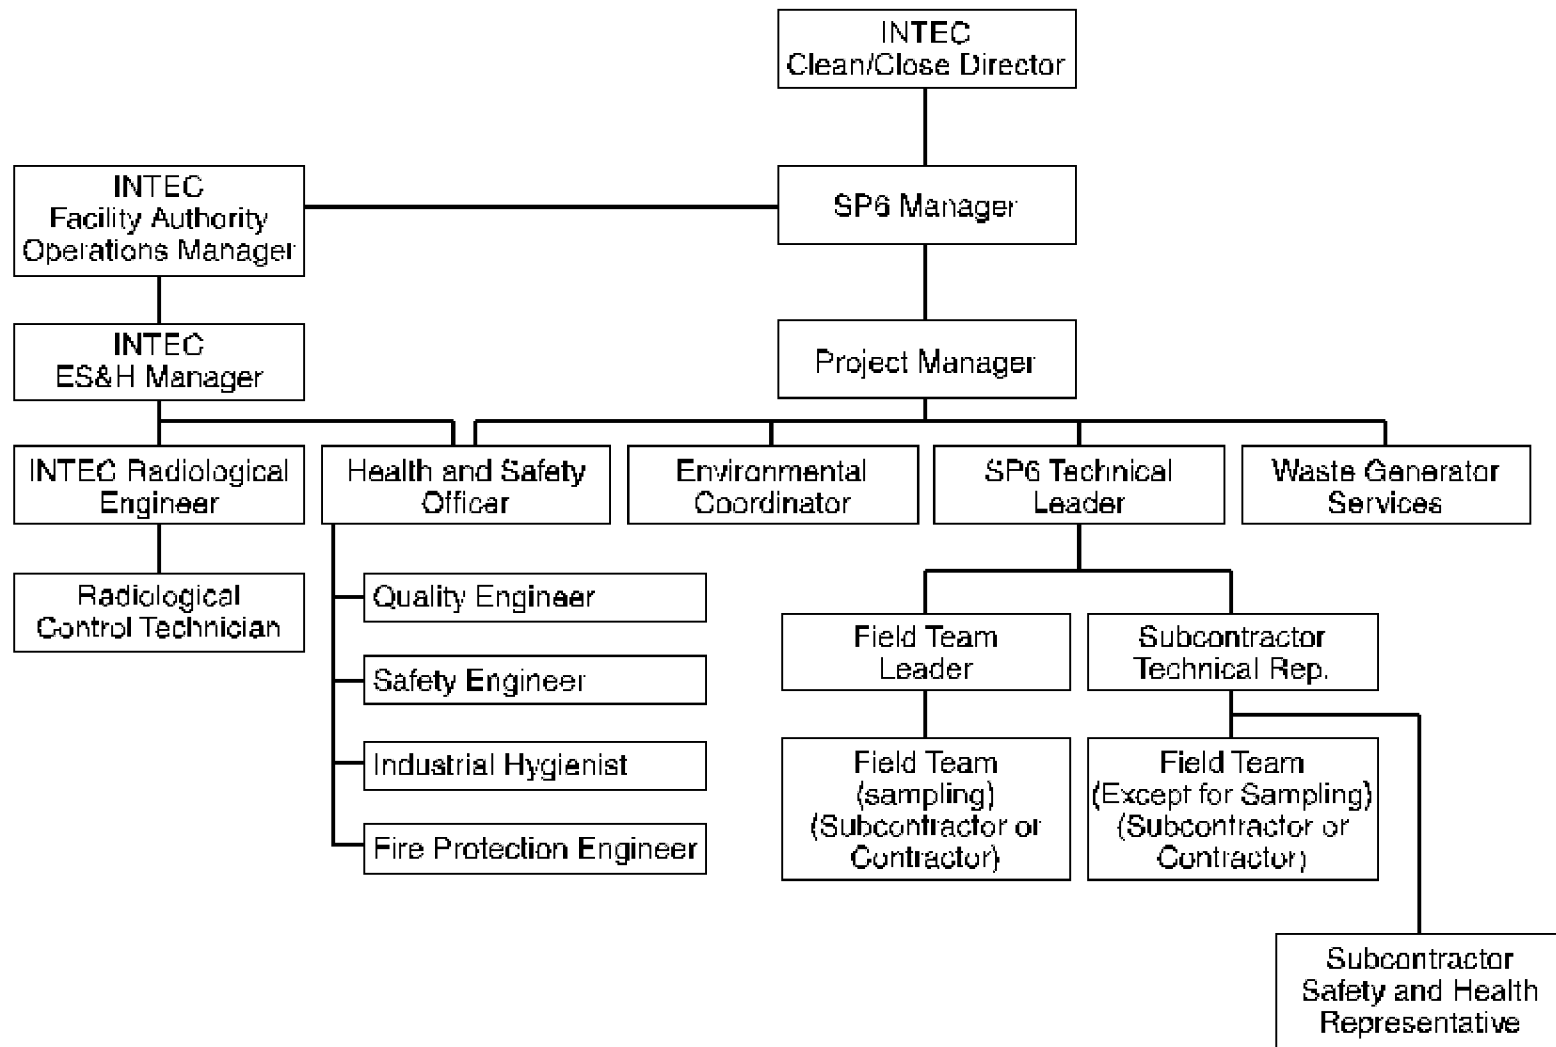 INTEC
Clean/Close Director
INTEC
Facility Authority
Operations Manager
SP6 Manager
INTEC
ES&H Manager
Project Manager
INTEC Radiological
Engineer
Health and Safety
Officer
Environmental
Coordinator
SP6 Technical
Leader
Waste Generator
Services
Radiological
Control Technician
Quality Engineer
Safety Engineer
Industrial Hygienist
Fire Protection Engineer
Field Team
Leader
Subcontractor
Technical Rep.
Field Team
(sampling)
(Subcontractor or
Contractor)
Field Team
(Except for Sampling)
(Subcontractor or
Contractor)
Subcontractor
Safety and Health
Representative